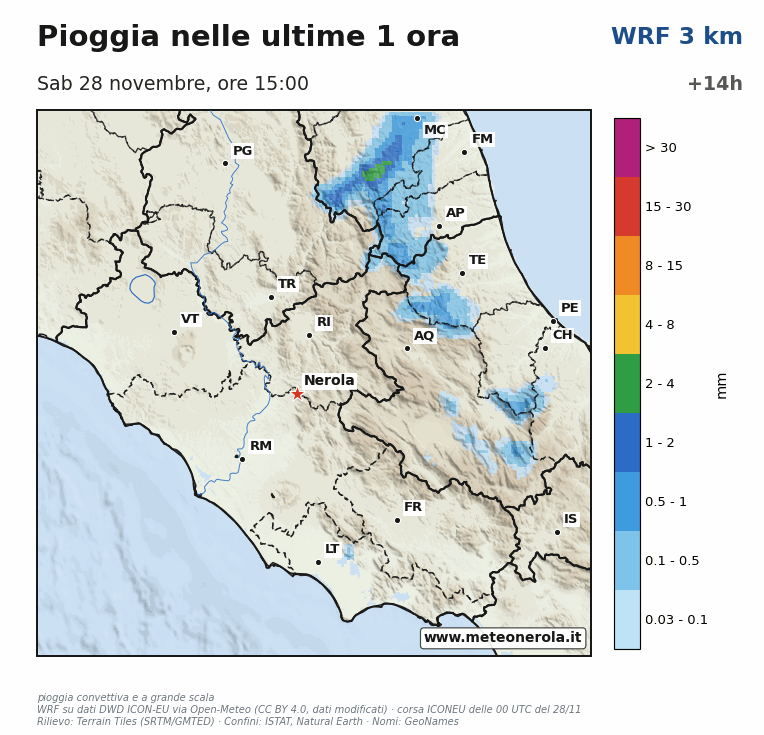 Pioggia nelle ultime 1 ora
WRF 3 km
Sab 28 novembre, ore 15:00
+14h
MC
FM
PG
AP
TE
TR
PE
VT
RI
AQ
CH
Nerola
RM
FR
IS
LT
www.meteonerola.it
> 30
15 - 30
8 - 15
4 - 8
2 - 4
1 - 2
0.5 - 1
0.1 - 0.5
0.03 - 0.1
mm
pioggia convettiva e a grande scala
WRF su dati DWD ICON-EU via Open-Meteo (CC BY 4.0, dati modificati) · corsa ICONEU delle 00 UTC del 28/11
Rilievo: Terrain Tiles (SRTM/GMTED) · Confini: ISTAT, Natural Earth · Nomi: GeoNames